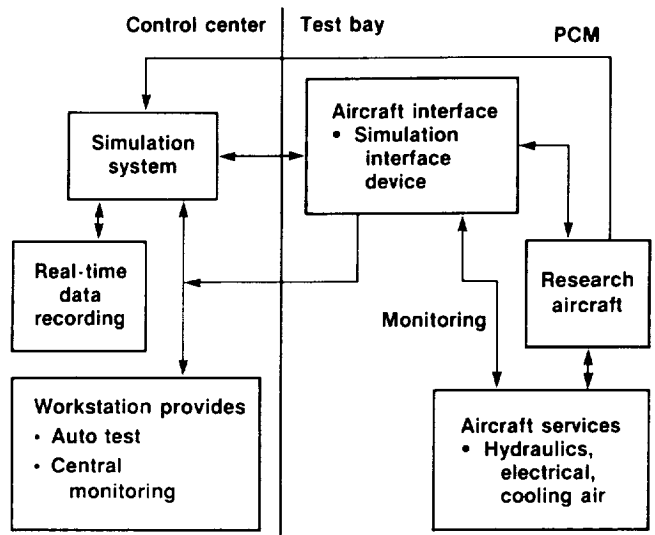 Control center
Test bay
PCM
Simulation
system
Aircraft interface
• Simulation
interface
device
Real-time
data
recording
Research
aircraft
Monitoring
Workstation provides
• Auto test
• Central
monitoring
Aircraft services
• Hydraulics,
electrical,
cooling air